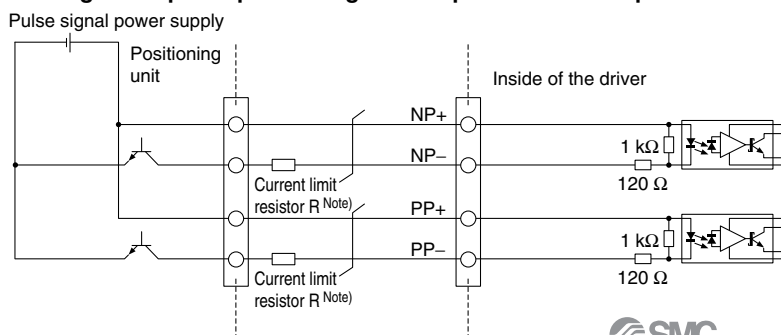 Pulse signal power supply
Positioning
unit
Inside of the driver
NP+
NP−
1 kΩ
120 Ω
Current limit
resistor R Note)
PP+
PP−
1 kΩ
120 Ω
Current limit
resistor R Note)
SMC